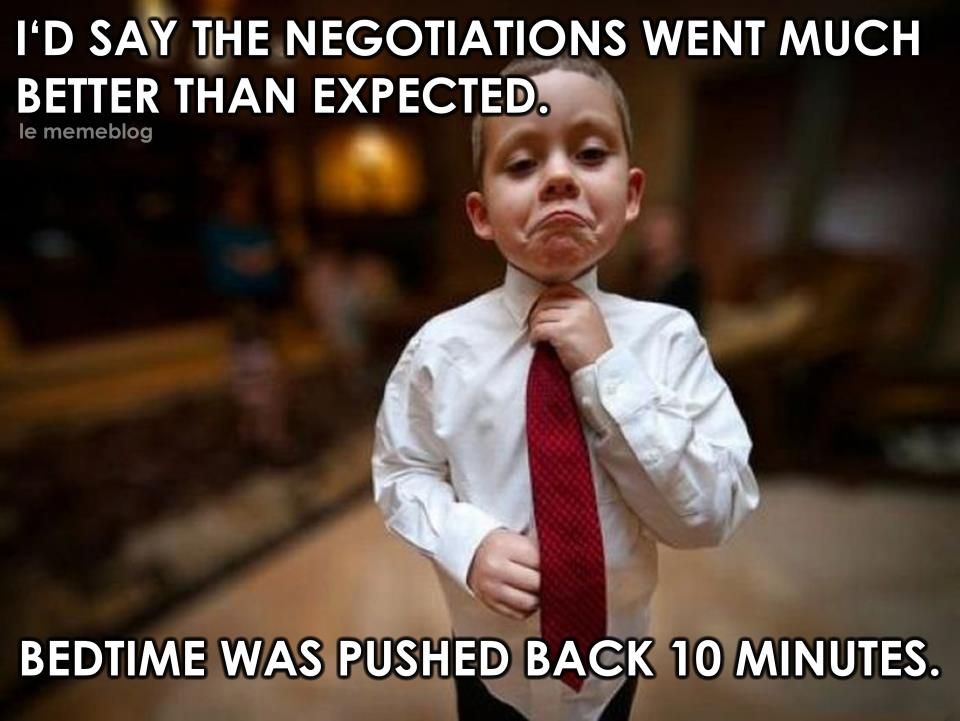 I‘D SAY THE NEGOTIATIONS WENT MUCH
BETTER THAN EXPECTED.
le memeblog
BEDTIME WAS PUSHED BACK 10 MINUTES.